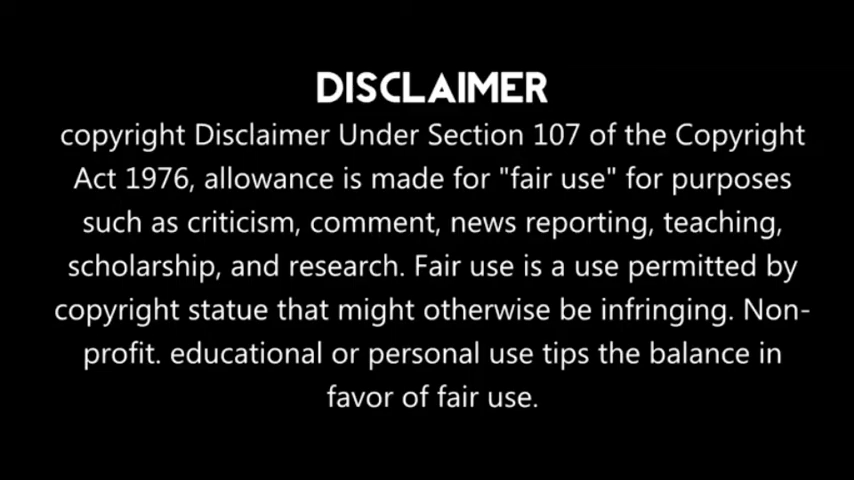 DISCLAIMER
copyright Disclaimer Under Section 107 of the Copyright
Act 1976, allowance is made for "fair use" for purposes
such as criticism, comment, news reporting, teaching,
scholarship, and research. Fair use is a use permitted by
copyright statue that might otherwise be infringing. Non-
profit. educational or personal use tips the balance in
favor of fair use.